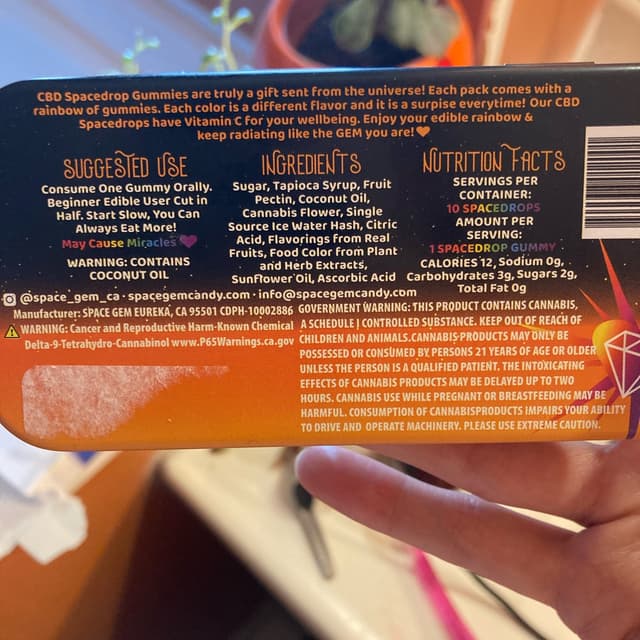 CBD Spacedrop Gummies are truly a gift sent from the universe! Each pack comes with a
rainbow of gummies. Each color is a different flavor and it is a surprise everytime! Our CBD
Spacedrops have Vitamin C for your wellbeing. Enjoy your edible rainbow &
keep radiating like the GEM you are!
SUGGESTED USE
Consume One Gummy Orally.
Beginner Edible User Cut in
Half. Start Slow, You Can
Always Eat More!
May Cause Miracles
WARNING: CONTAINS
COCONUT OIL
INGREDIENTS
Sugar, Tapioca Syrup, Fruit
Pectin, Coconut Oil,
Cannabis Flower, Single
Source Ice Water Hash, Citric
Acid, Flavorings from Real
Fruits, Food Color from Plant
and Herb Extracts,
Sunflower Oil, Ascorbic Acid
NUTRITION FACTS
SERVINGS PER
CONTAINER:
10 SPACEDROPS
AMOUNT PER
SERVING:
1 SPACEDROP GUMMY
CALORIES 12, Sodium 0g,
Carbohydrates 3g, Sugars 2g,
Total Fat 0g
@space_gem_ca · spacegemcandy.com · info@spacegemcandy.com
Manufacturer: SPACE GEM EUREKA, CA 95501 CDPH-10002886
WARNING: Cancer and Reproductive Harm-Known Chemical
Delta-9-Tetrahydro-Cannabinol www.P65Warnings.ca.gov
GOVERNMENT WARNING: THIS PRODUCT CONTAINS CANNABIS,
A SCHEDULE I CONTROLLED SUBSTANCE. KEEP OUT OF REACH OF
CHILDREN AND ANIMALS.CANNABIS PRODUCTS MAY ONLY BE
POSSESSED OR CONSUMED BY PERSONS 21 YEARS OF AGE OR OLDER
UNLESS THE PERSON IS A QUALIFIED PATIENT. THE INTOXICATING
EFFECTS OF CANNABIS PRODUCTS MAY BE DELAYED UP TO TWO
HOURS. CANNABIS USE WHILE PREGNANT OR BREASTFEEDING MAY BE
HARMFUL. CONSUMPTION OF CANNABISPRODUCTS IMPAIRS YOUR ABILITY
TO DRIVE AND OPERATE MACHINERY. PLEASE USE EXTREME CAUTION.